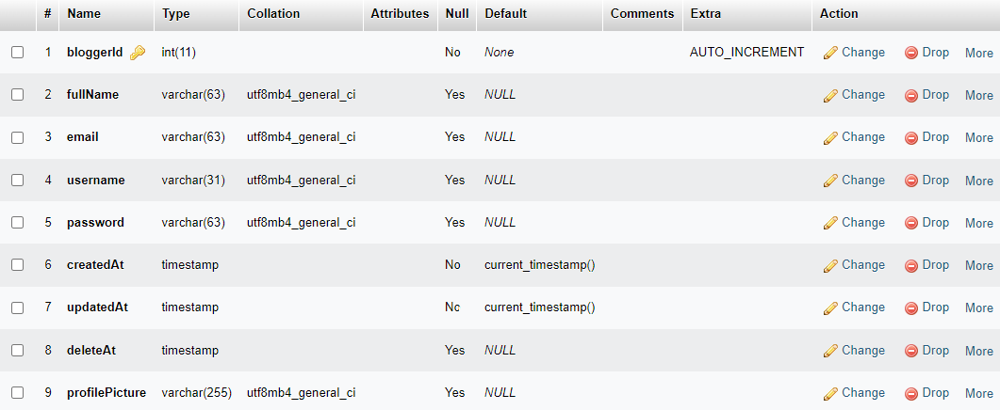 # Name Type Collation Attributes Null Default Comments Extra Action
1 bloggerId int(11) No None AUTO_INCREMENT Change Drop More
2 fullName varchar(63) utf8mb4_general_ci Yes NULL Change Drop More
3 email varchar(63) utf8mb4_general_ci Yes NULL Change Drop More
4 username varchar(31) utf8mb4_general_ci Yes NULL Change Drop More
5 password varchar(63) utf8mb4_general_ci Yes NULL Change Drop More
6 createdAt timestamp No current_timestamp() Change Drop More
7 updatedAt timestamp Nc current_timestamp() Change Drop More
8 deleteAt timestamp Yes NULL Change Drop More
9 profilePicture varchar(255) utf8mb4_general_ci Yes NULL Change Drop More